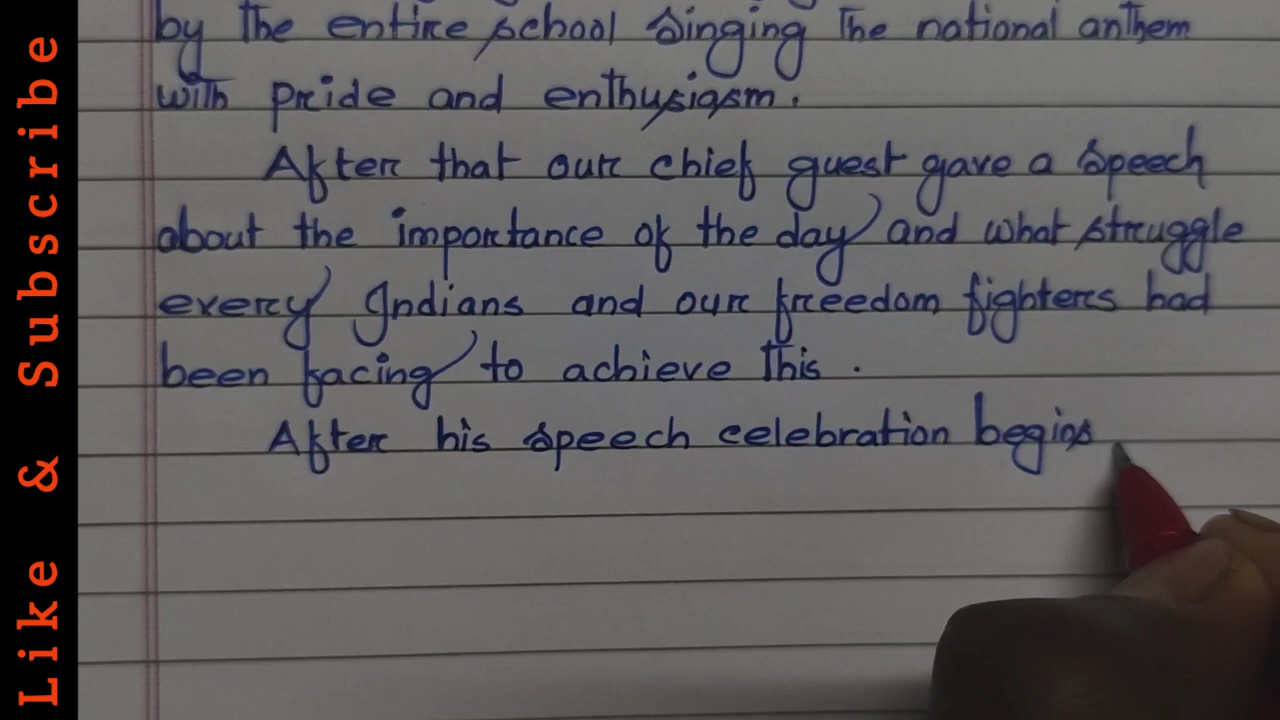 Like & Subscribe
by the entire school singing the national anthem
with pride and enthusiasm.
After that our chief guest gave a speech
about the importance of the day and what struggle
every Indians and our freedom fighters had
been facing to achieve this.
After his speech celebration begins